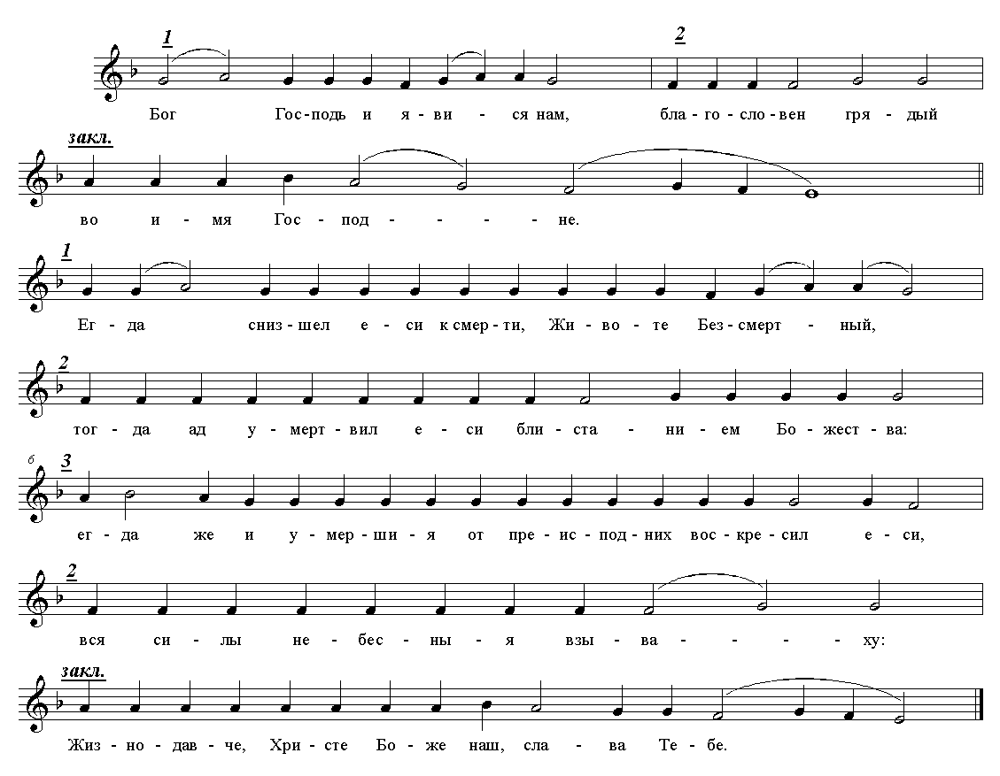 1 2
Бог Гос-подь и я-ви-ся нам, бла-го-сло-вен гря-дый
закл.
во и-мя Гос-под---не.
1
Ег-да сниз-шел е-си к смер-ти, Жи-во-те Без-смерт-ный,
2
тог-да ад у-мерт-вил е-си бли-ста-ни-ем Бо-жест-ва:
6 3
ег-да же и у-мер-ши-я от пре-ис-под-них вос-кре-сил е-си,
2
вся си-лы не-бес-ны-я взы-ва---ху:
закл.
Жиз-но-дав-че, Хри-сте Бо-же наш, сла-ва Те-бе.